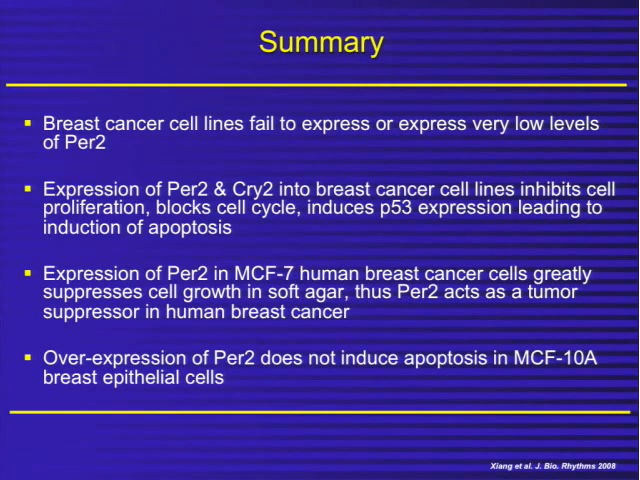 Summary
Breast cancer cell lines fail to express or express very low levels
of Per2
Expression of Per2 & Cry2 into breast cancer cell lines inhibits cell
proliferation, blocks cell cycle, induces p53 expression leading to
induction of apoptosis
Expression of Per2 in MCF-7 human breast cancer cells greatly
suppresses cell growth in soft agar, thus Per2 acts as a tumor
suppressor in human breast cancer
Over-expression of Per2 does not induce apoptosis in MCF-10A
breast epithelial cells
Xiang et al. J. Bio. Rhythms 2008